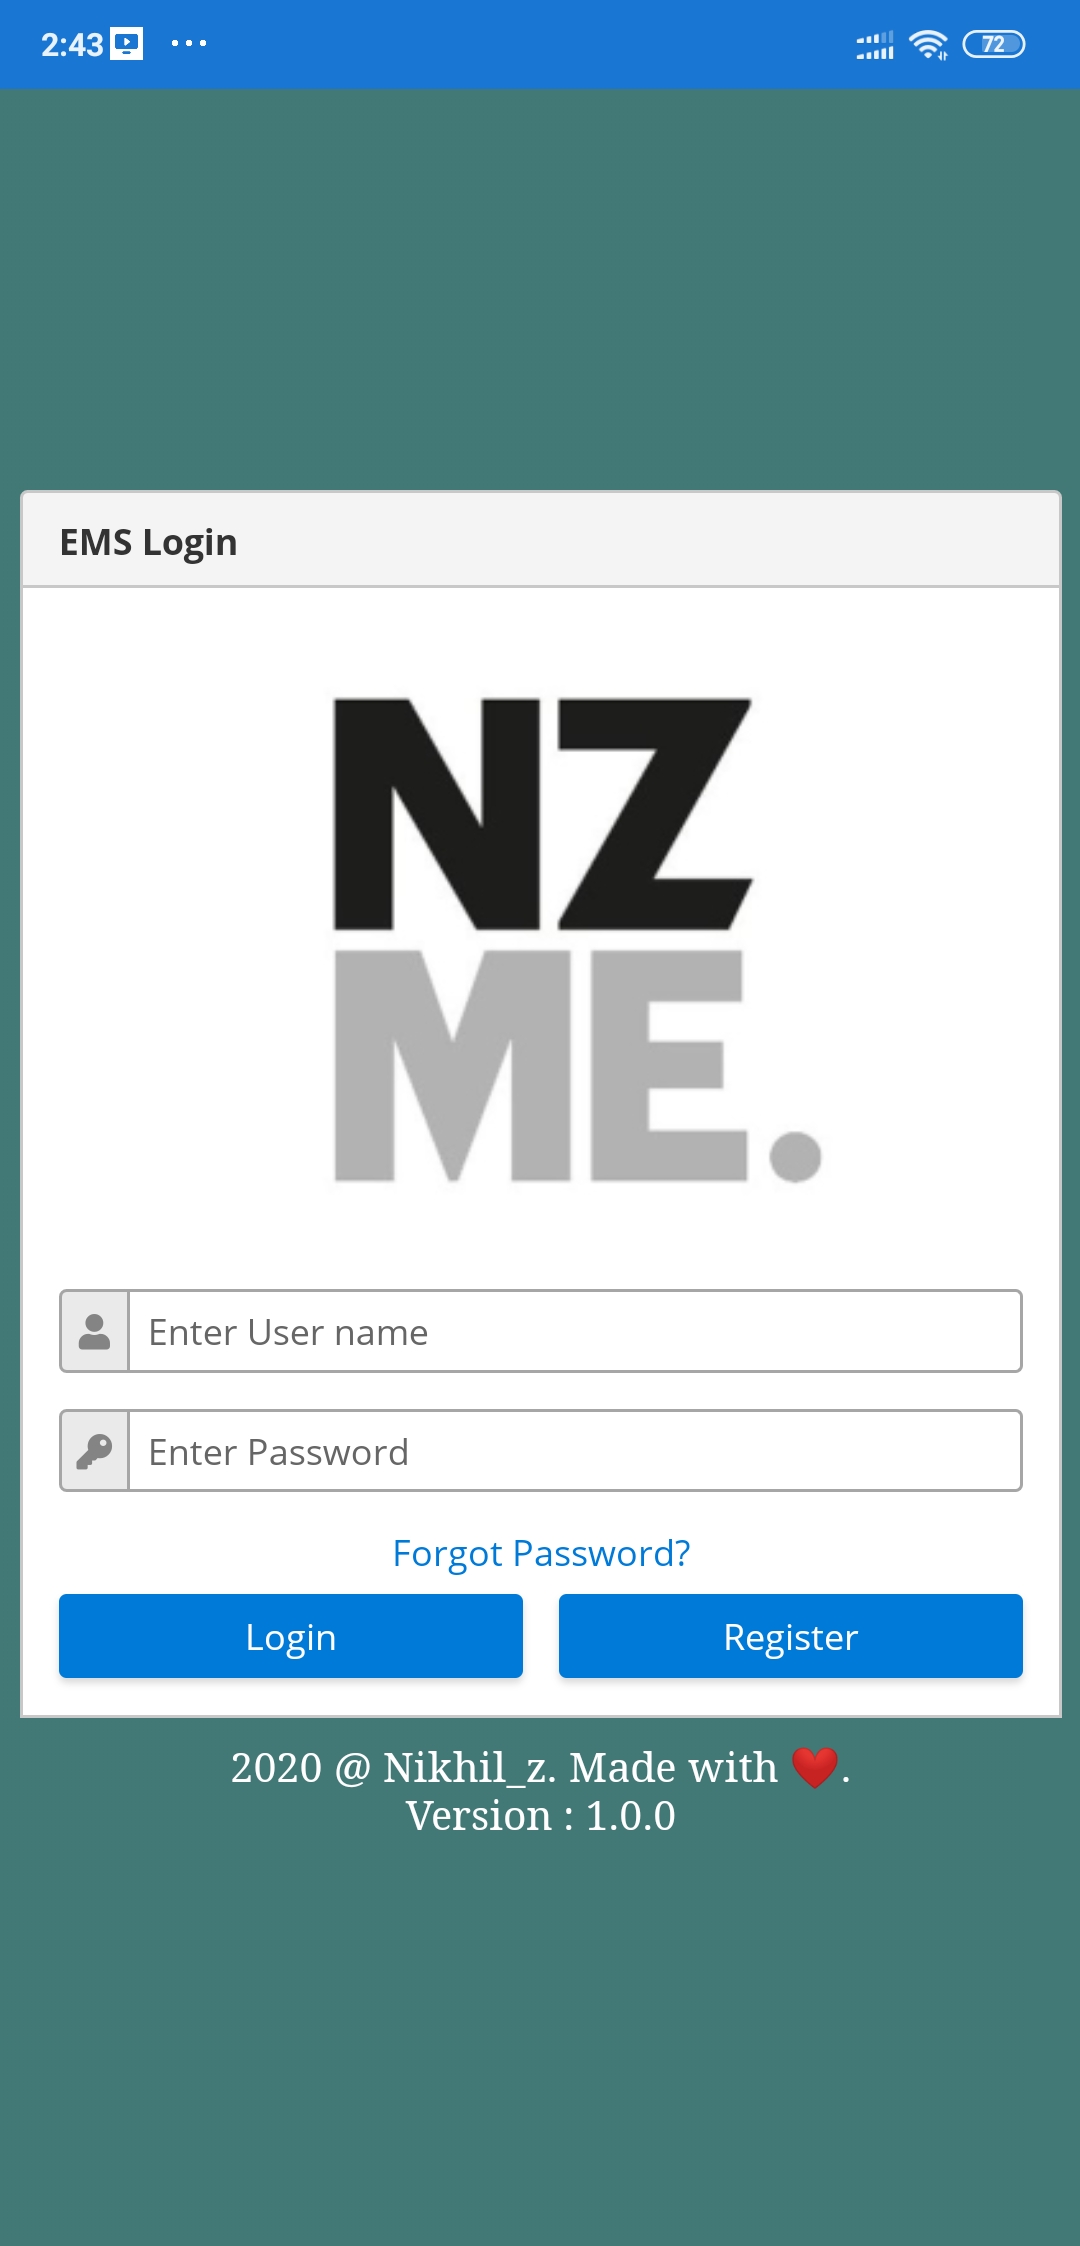 2:43 ... 72
EMS Login
NZ
ME.
Enter User name
Enter Password
Forgot Password?
Login Register
2020 @ Nikhil_z. Made with ❤️.
Version : 1.0.0